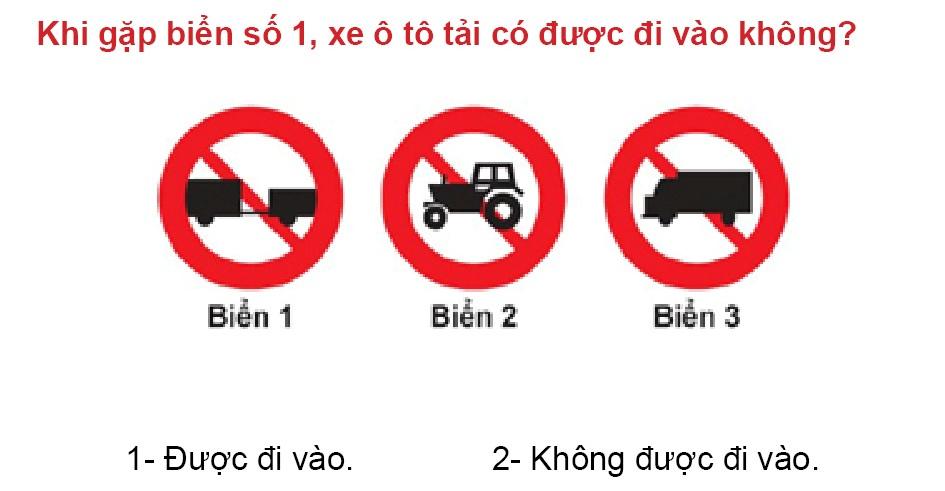 Khi gặp biển số 1, xe ô tô tải có được đi vào không?
Biển 1 Biển 2 Biển 3
1- Được đi vào. 2- Không được đi vào.